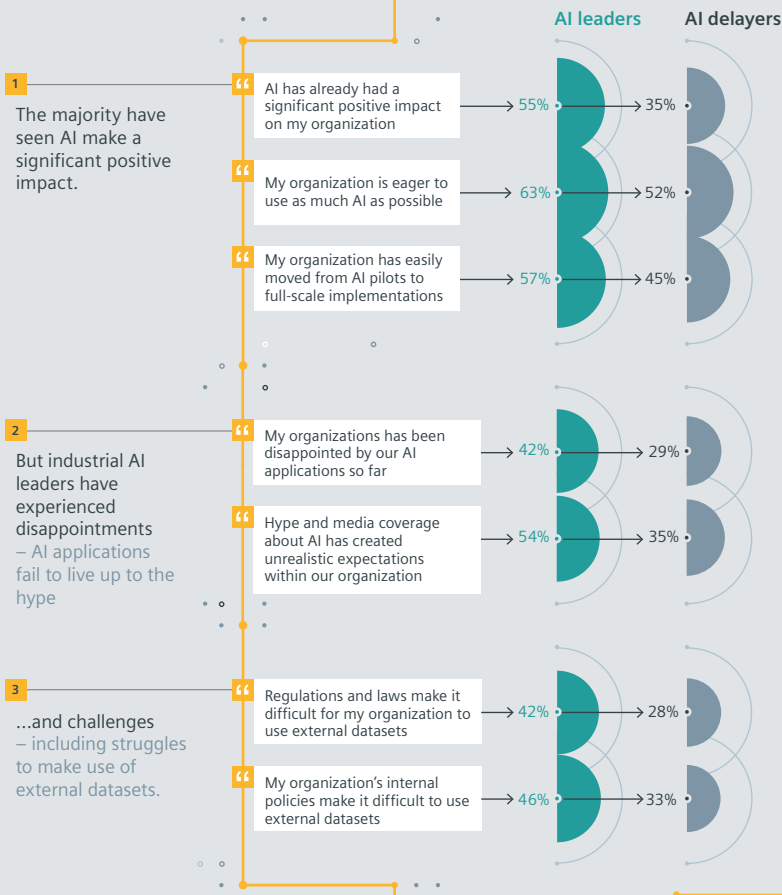 AI leaders AI delayers
1
The majority have
seen AI make a
significant positive
impact.
“ AI has already had a
significant positive impact
on my organization
55% 35%
“ My organization is eager to
use as much AI as possible
63% 52%
“ My organization has easily
moved from AI pilots to
full-scale implementations
57% 45%
2
But industrial AI
leaders have
experienced
disappointments
– AI applications
fail to live up to the
hype
“ My organizations has been
disappointed by our AI
applications so far
42% 29%
“ Hype and media coverage
about AI has created
unrealistic expectations
within our organization
54% 35%
3
...and challenges
– including struggles
to make use of
external datasets.
“ Regulations and laws make it
difficult for my organization to
use external datasets
42% 28%
“ My organization’s internal
policies make it difficult to use
external datasets
46% 33%